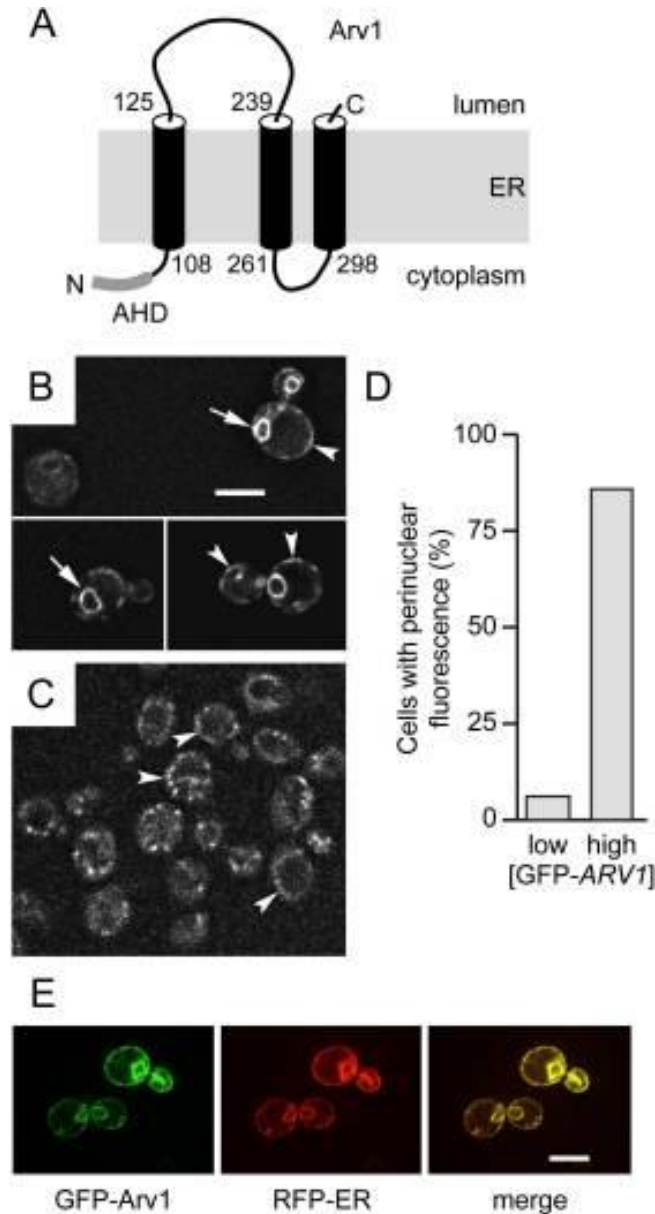 A
Arv1
125
239
C
lumen
ER
N
108
261
298
cytoplasm
AHD
B
C
D
Cells with perinuclear
fluorescence (%)
100
75
50
25
0
low high
[GFP-ARV1]
E
GFP-Arv1 RFP-ER merge